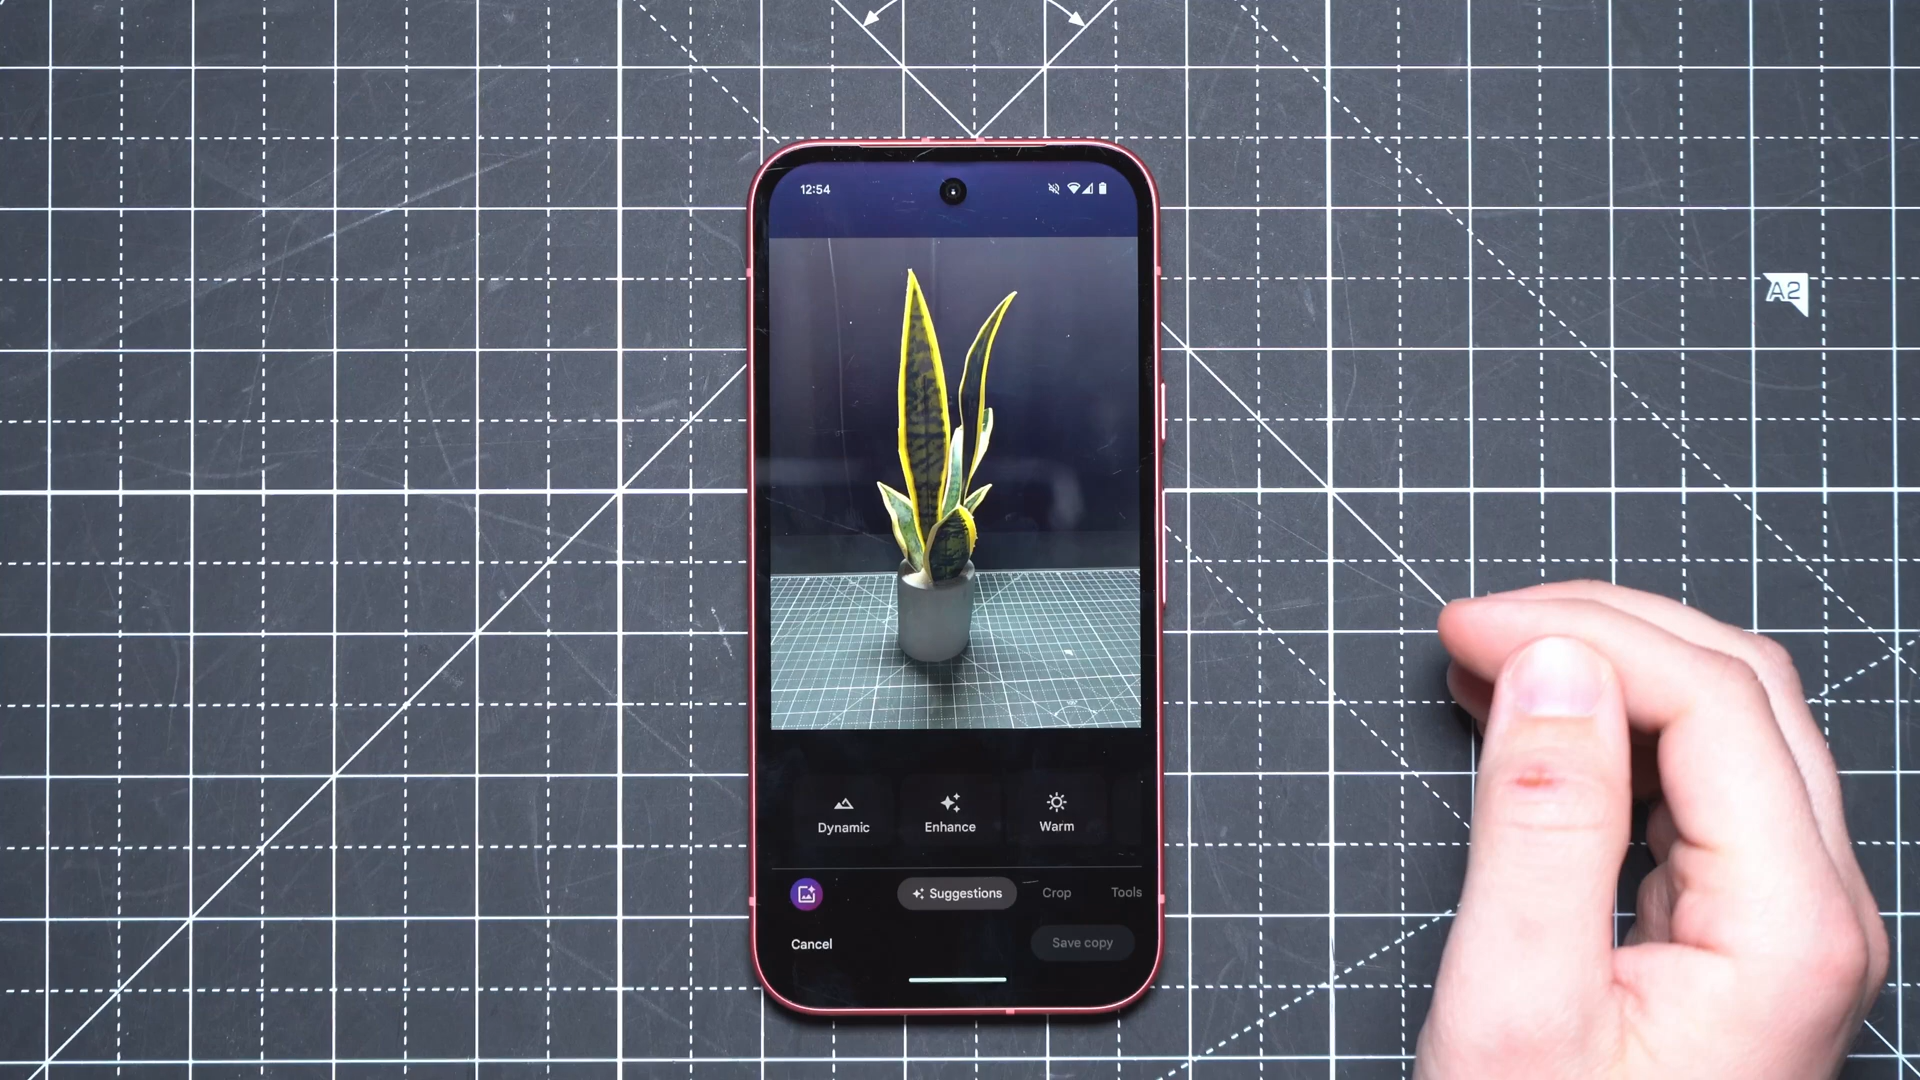 12:54
A2
Dynamic
Enhance
Warm
Suggestions
Crop
Tools
Cancel
Save copy